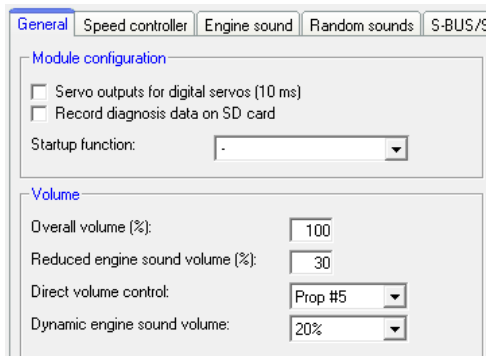 General Speed controller Engine sound Random sounds S-BUS/S
Module configuration
Servo outputs for digital servos (10 ms)
Record diagnosis data on SD card
Startup function: -
Volume
Overall volume (%): 100
Reduced engine sound volume (%): 30
Direct volume control: Prop #5
Dynamic engine sound volume: 20%